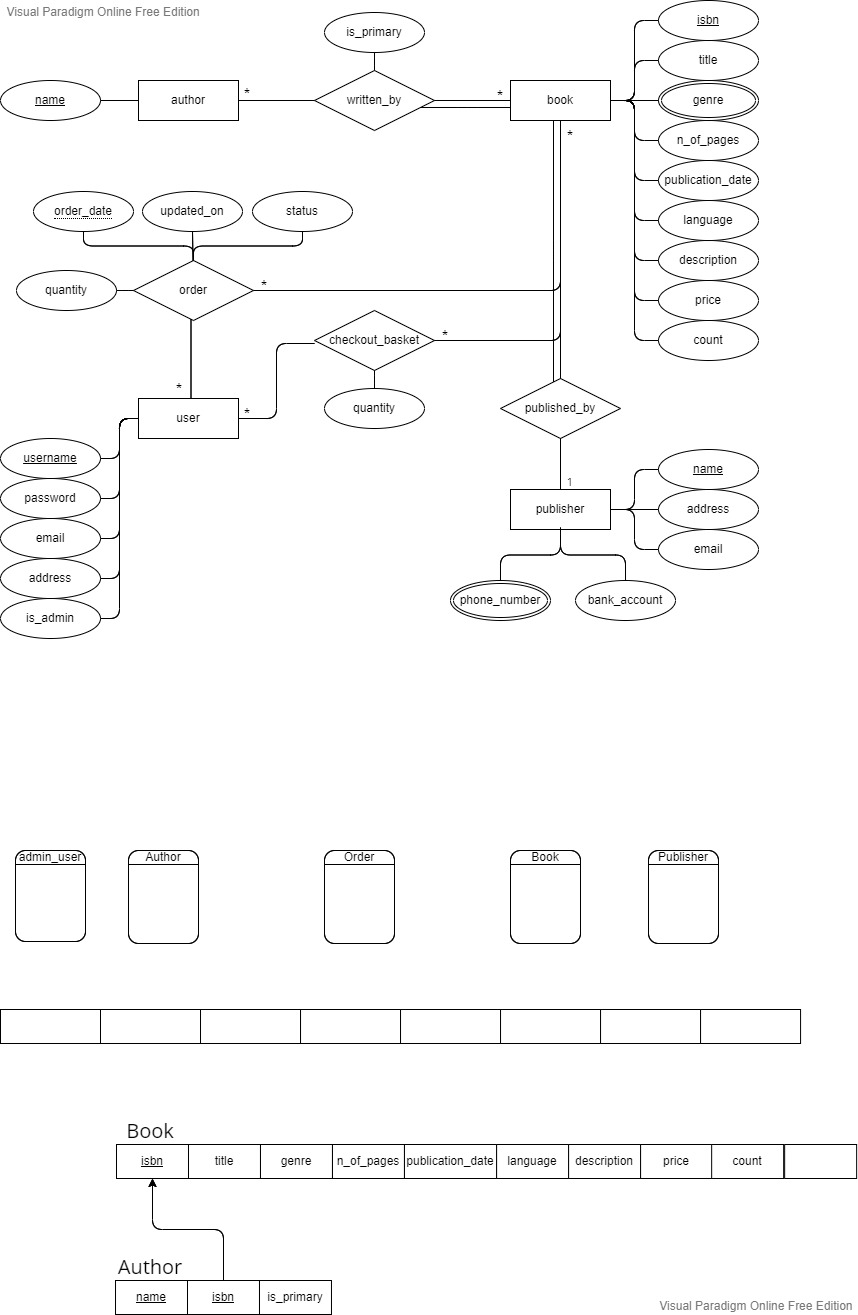 Visual Paradigm Online Free Edition
is_primary
isbn
title
name
author
*
written_by
*
book
genre
*
n_of_pages
publication_date
order_date
updated_on
status
language
description
quantity
order
*
price
checkout_basket
*
count
*
user
*
quantity
published_by
username
password
email
address
is_admin
1
publisher
name
address
email
phone_number
bank_account
admin_user
Author
Order
Book
Publisher
Book
isbn
title
genre
n_of_pages
publication_date
language
description
price
count
Author
name
isbn
is_primary
Visual Paradigm Online Free Edition